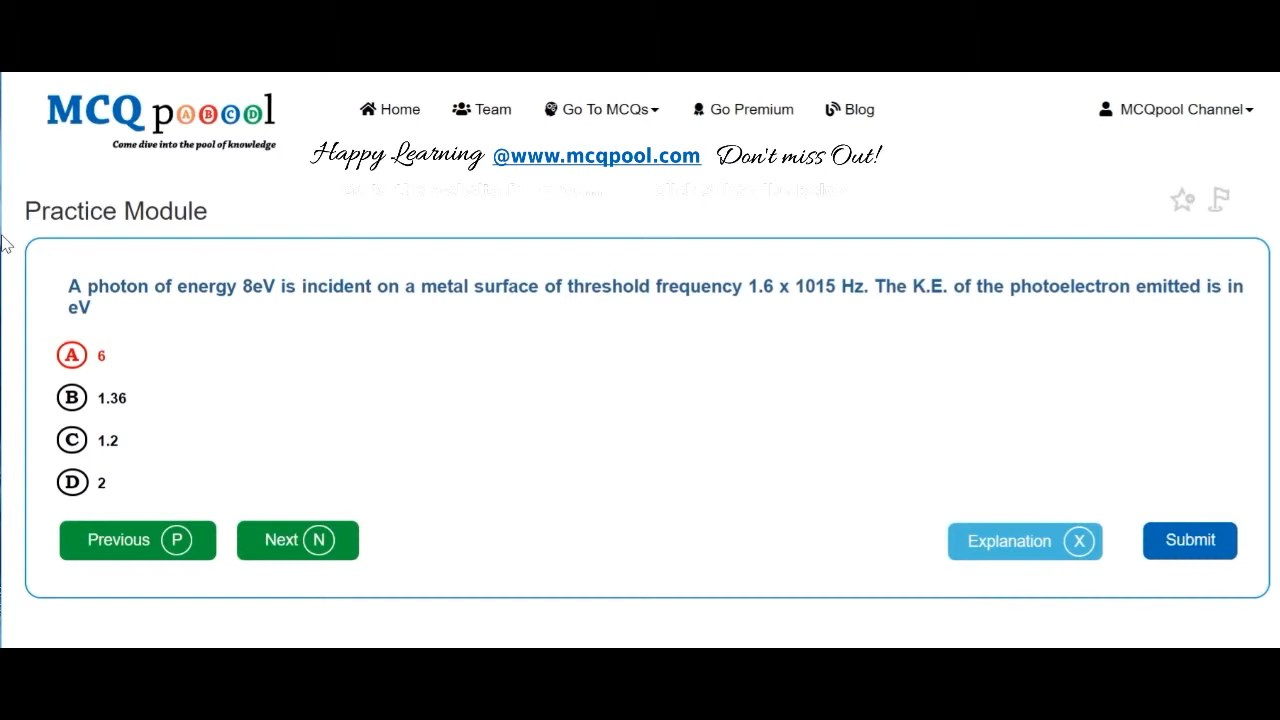 MCQ pooool
Come dive into the pool of knowledge
Home Team Go To MCQs Go Premium Blog MCQpool Channel
Happy Learning @www.mcqpool.com Don't miss Out!
Practice Module
A photon of energy 8eV is incident on a metal surface of threshold frequency 1.6 x 1015 Hz. The K.E. of the photoelectron emitted is in
eV
A 6
B 1.36
C 1.2
D 2
Previous P Next N Explanation X Submit